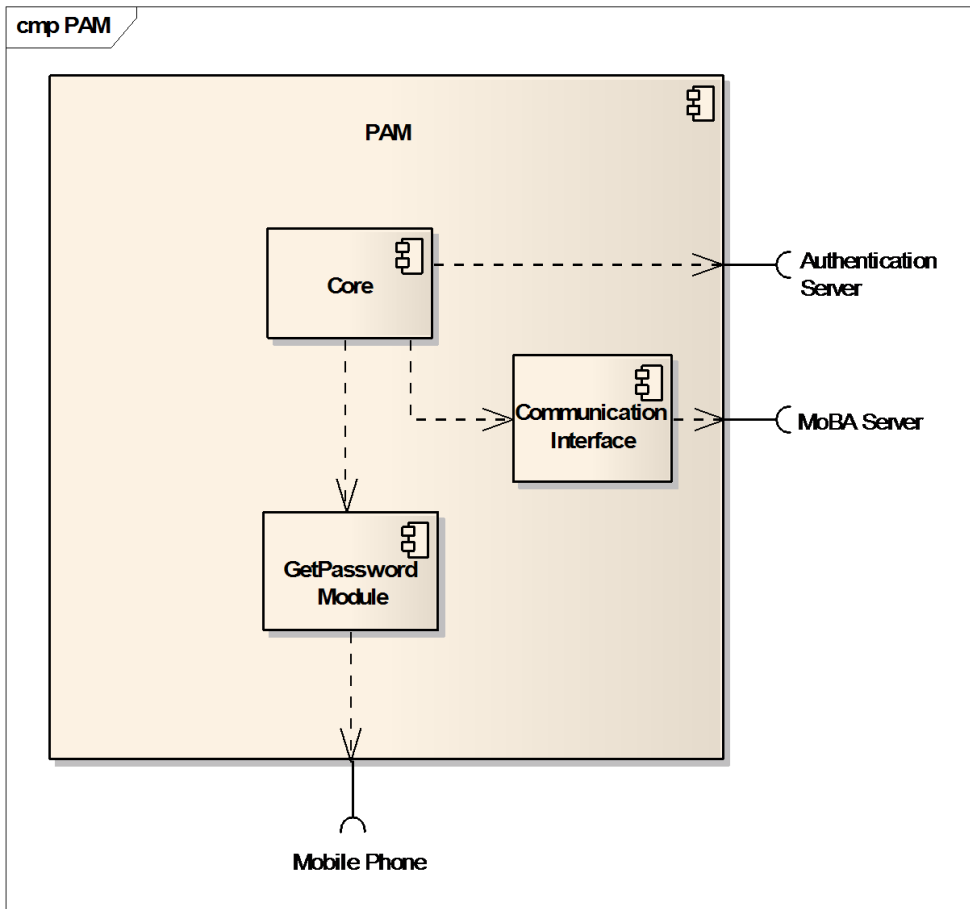 cmp PAM
PAM
Core
Authentication
Server
Communication
Interface
MoBA Server
GetPassword
Module
Mobile Phone